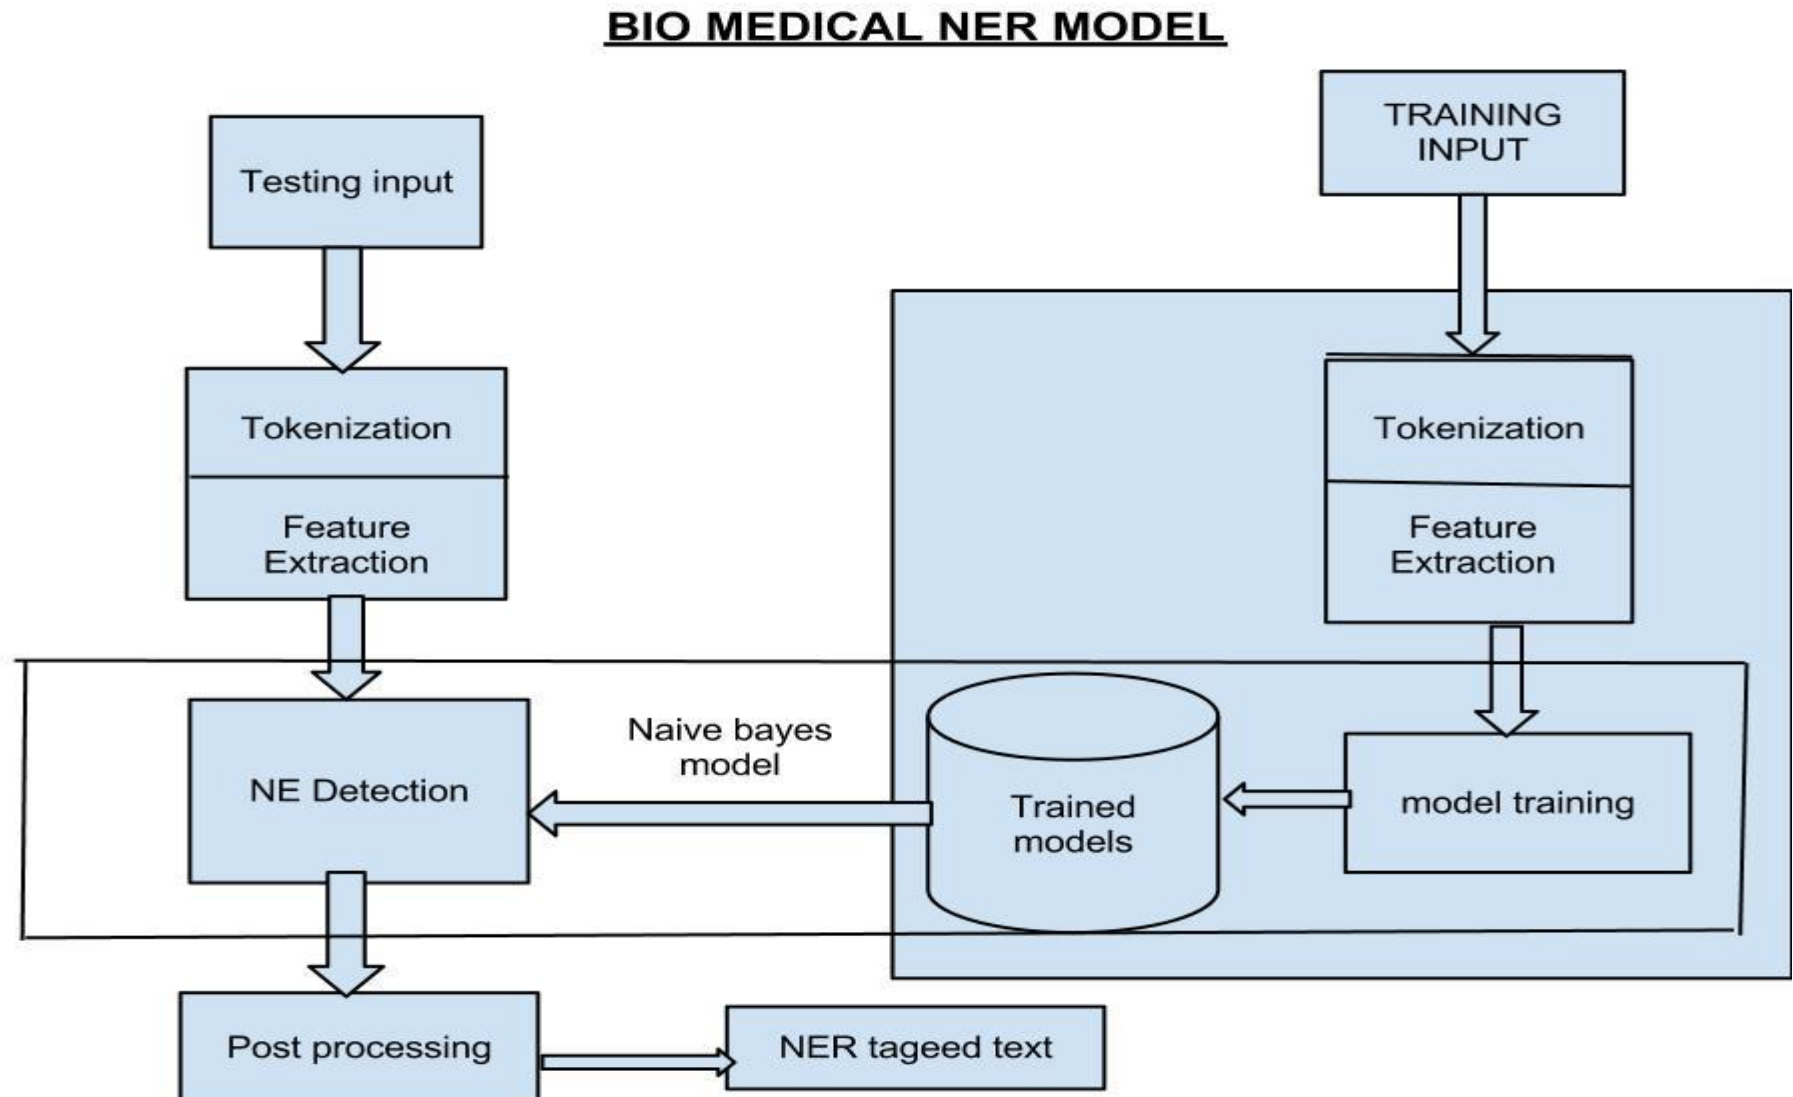 BIO MEDICAL NER MODEL
TRAINING
INPUT
Testing input
Tokenization
Feature
Extraction
Tokenization
Feature
Extraction
NE Detection
Naive bayes
model
Trained
models
model training
Post processing
NER tageed text